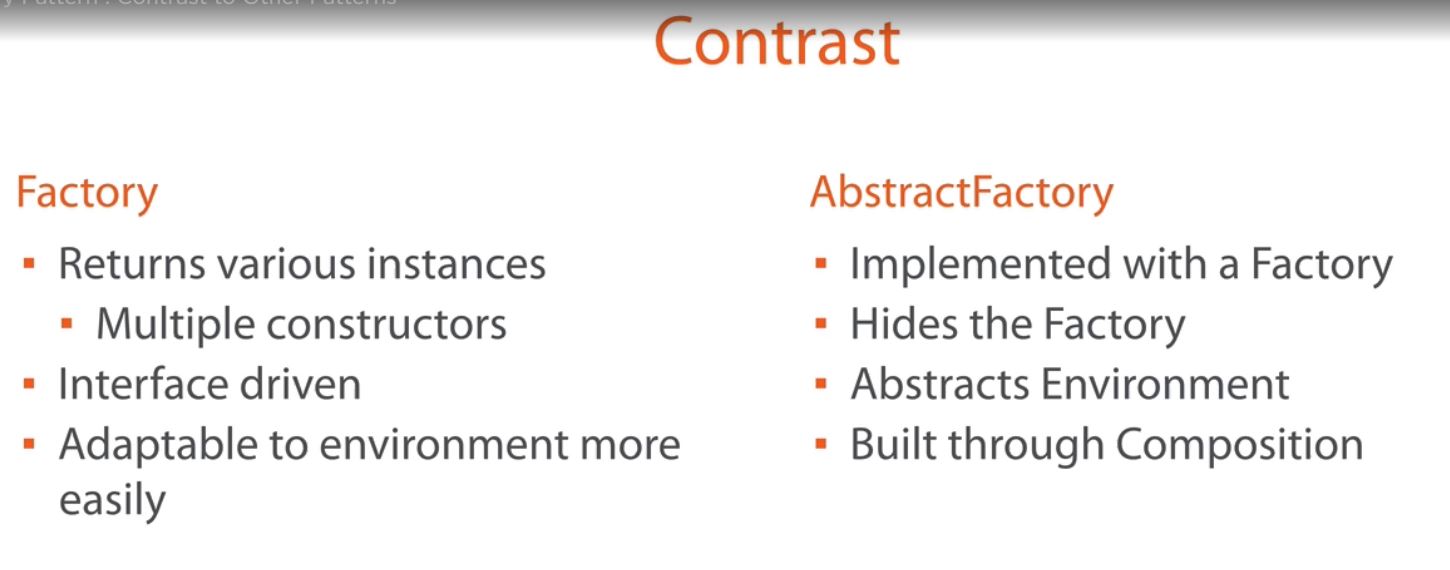 y Pattern : Contrast to Other Patterns
Contrast
Factory
▪ Returns various instances
▪ Multiple constructors
▪ Interface driven
▪ Adaptable to environment more
easily
AbstractFactory
▪ Implemented with a Factory
▪ Hides the Factory
▪ Abstracts Environment
▪ Built through Composition